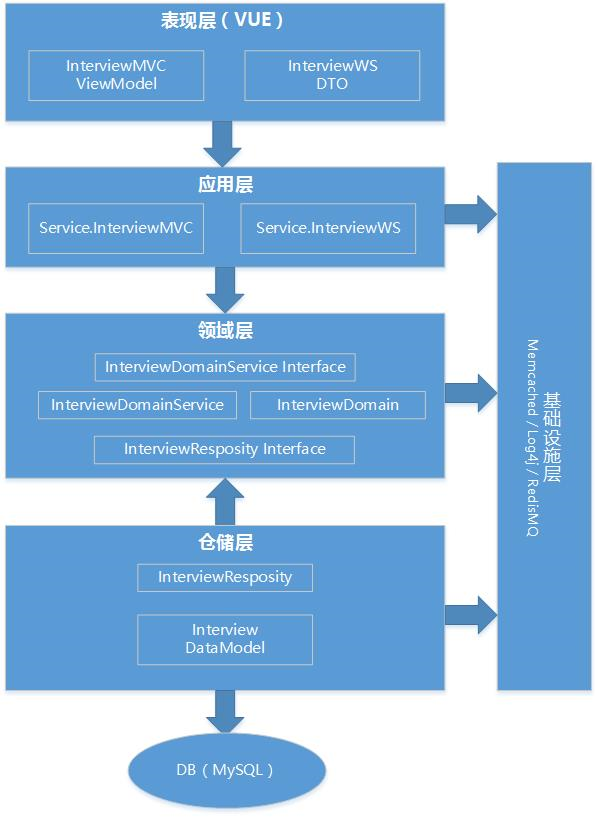 表现层（VUE）
InterviewMVC
ViewModel
InterviewWS
DTO
应用层
Service.InterviewMVC
Service.InterviewWS
领域层
InterviewDomainService Interface
InterviewDomainService
InterviewDomain
InterviewResposity Interface
仓储层
InterviewResposity
Interview
DataModel
DB（MySQL）
基础设施层
Memcached / Log4j / RedisMQ